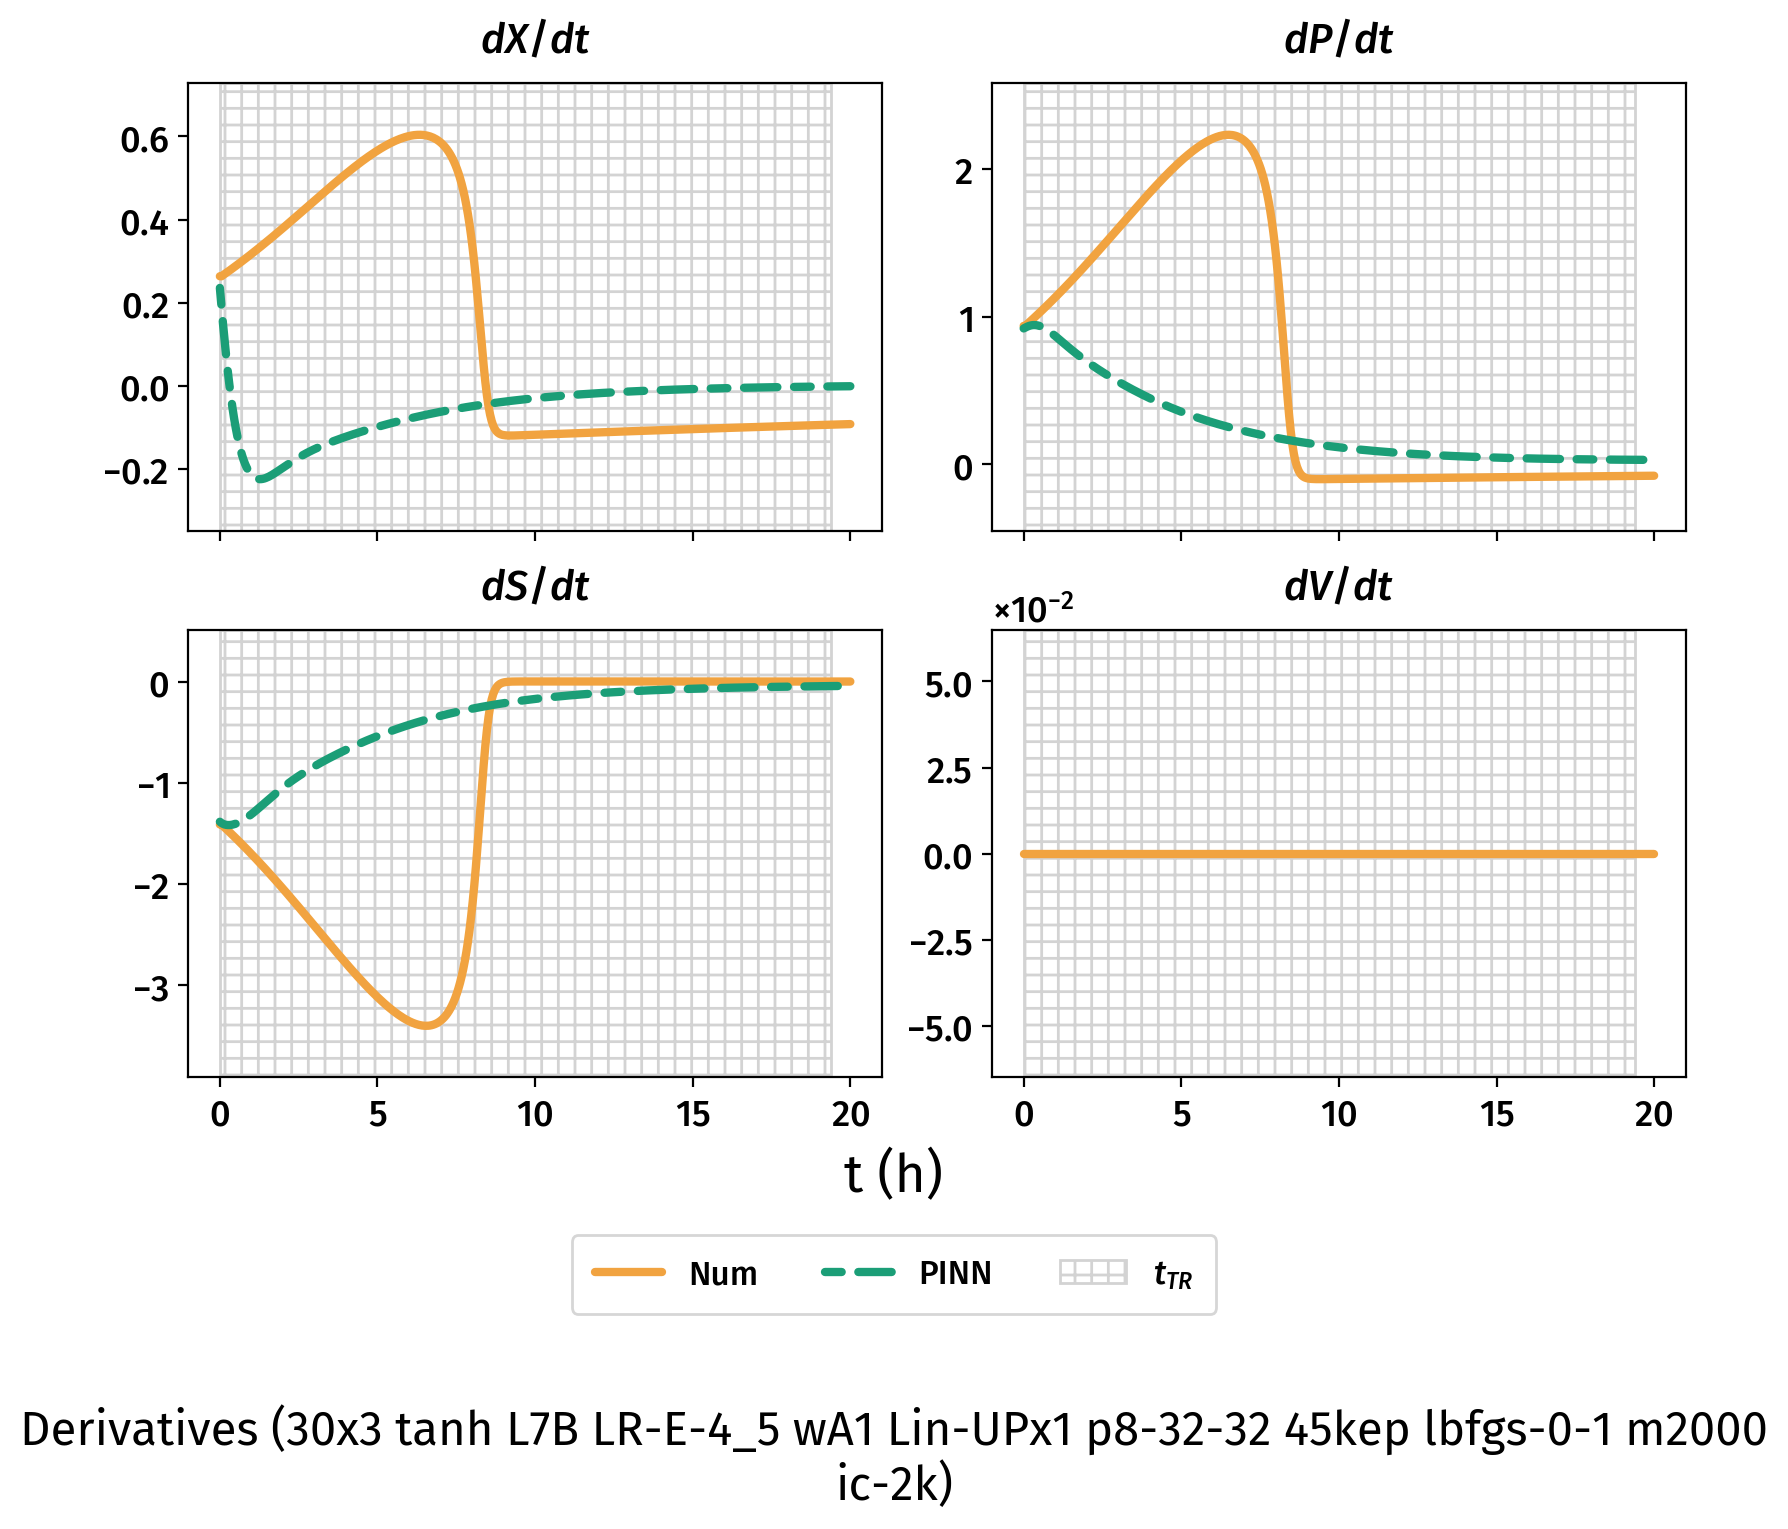 dX/dt
dP/dt
0.6
0.4
0.2
0.0
−0.2
2
1
0
dS/dt
dV/dt
×10⁻²
0
−1
−2
−3
5.0
2.5
0.0
−2.5
−5.0
0 5 10 15 20
0 5 10 15 20
t (h)
Num PINN t_TR
Derivatives (30x3 tanh L7B LR-E-4_5 wA1 Lin-UPx1 p8-32-32 45kep lbfgs-0-1 m2000
ic-2k)